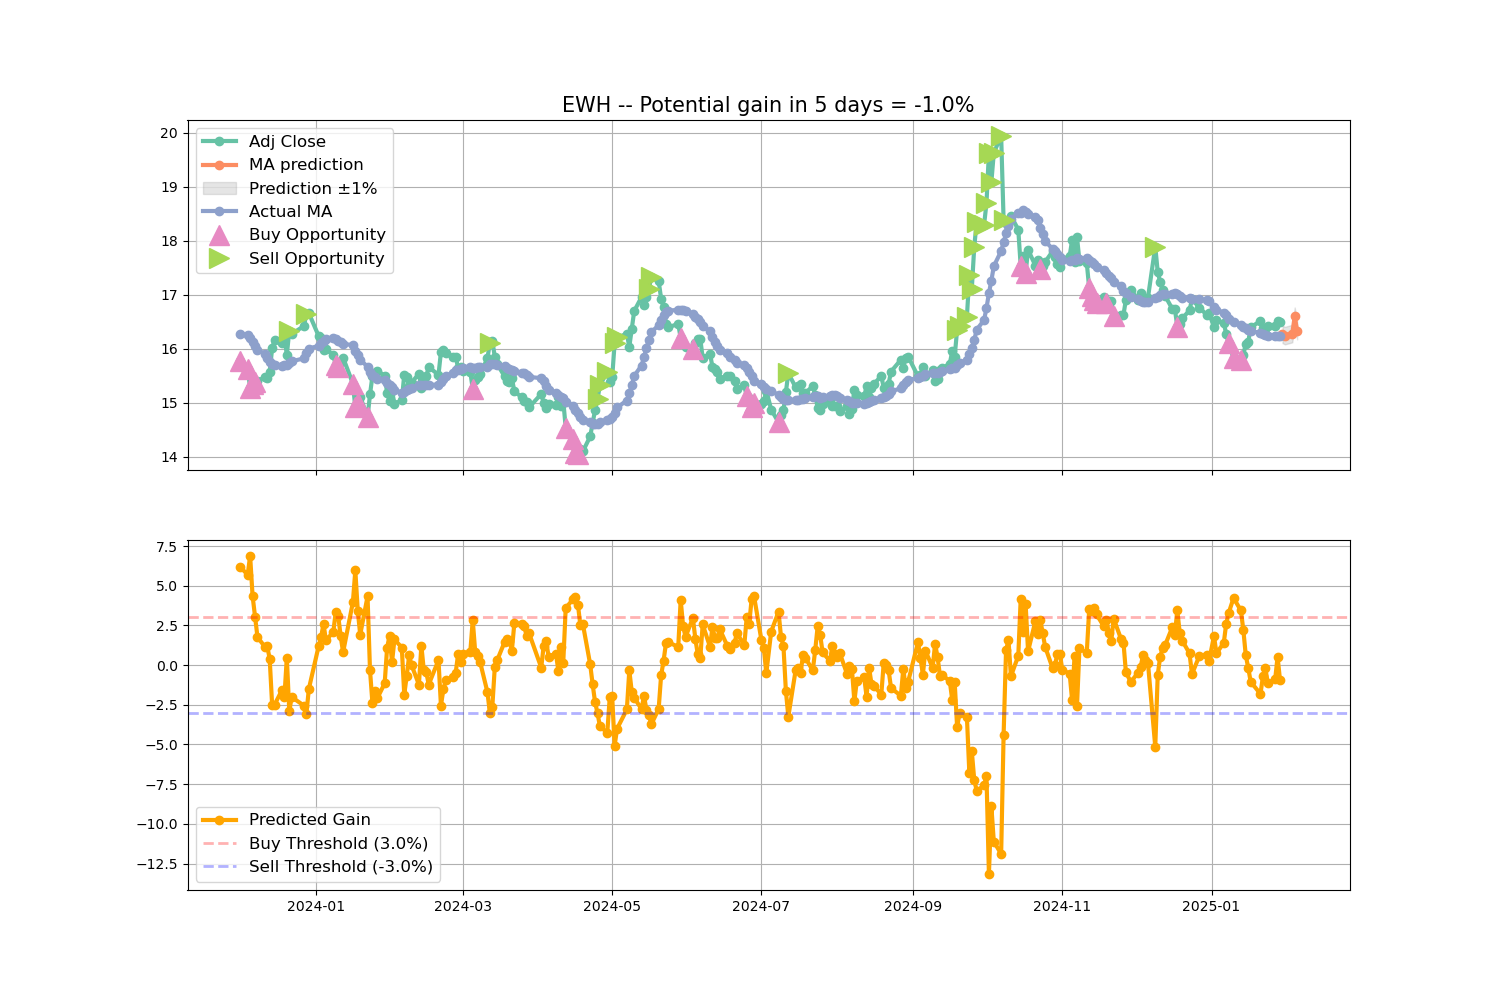 EWH -- Potential gain in 5 days = -1.0%
20
19
18
17
16
15
14
Adj Close
MA prediction
Prediction ±1%
Actual MA
Buy Opportunity
Sell Opportunity
7.5
5.0
2.5
0.0
−2.5
−5.0
−7.5
−10.0
−12.5
Predicted Gain
Buy Threshold (3.0%)
Sell Threshold (-3.0%)
2024-01
2024-03
2024-05
2024-07
2024-09
2024-11
2025-01